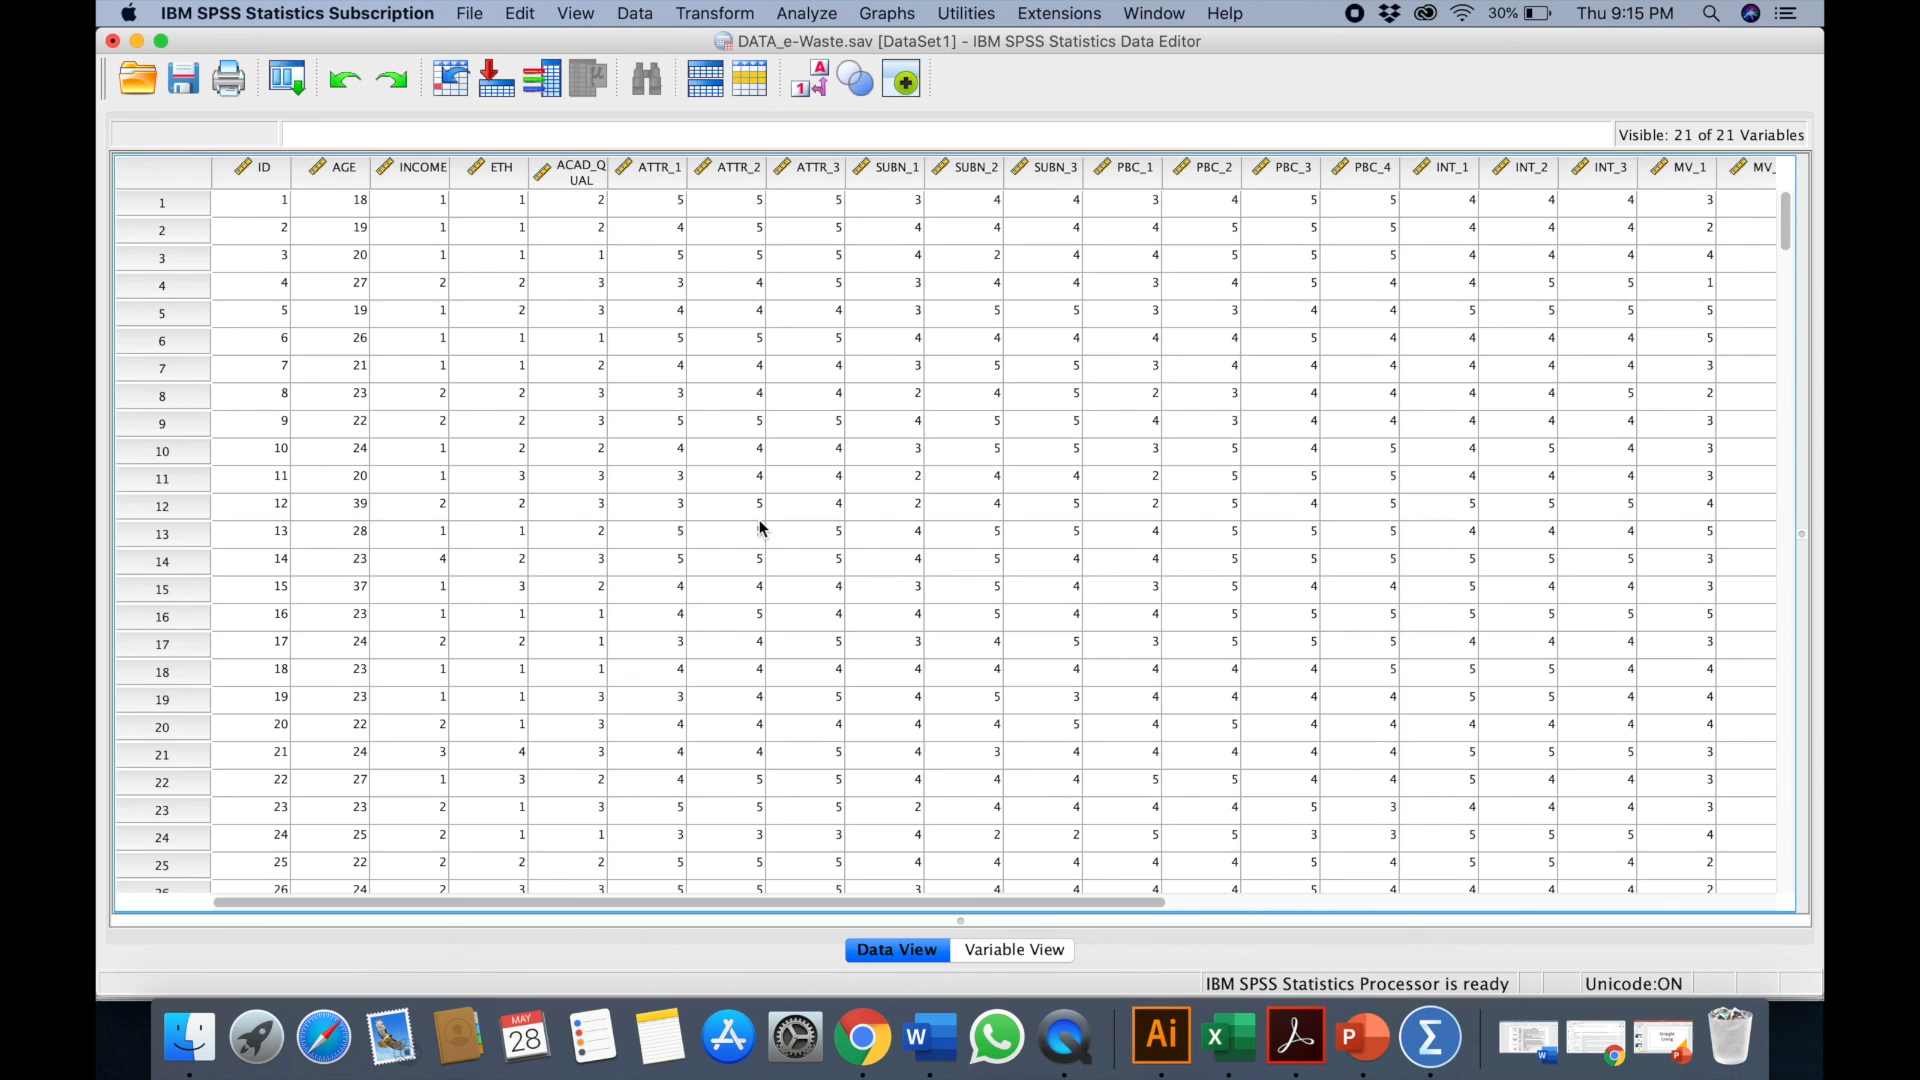 IBM SPSS Statistics Subscription File Edit View Data Transform Analyze Graphs Utilities Extensions Window Help 30% Thu 9:15 PM
DATA_e-Waste.sav [DataSet1] - IBM SPSS Statistics Data Editor
Visible: 21 of 21 Variables
ID AGE INCOME ETH ACAD_QUAL ATTR_1 ATTR_2 ATTR_3 SUBN_1 SUBN_2 SUBN_3 PBC_1 PBC_2 PBC_3 PBC_4 INT_1 INT_2 INT_3 MV_1 MV_
1 1 18 1 1 2 5 5 5 3 4 4 3 4 5 5 4 4 4 3
2 2 19 1 1 2 4 5 5 4 4 4 4 5 5 5 4 4 4 2
3 3 20 1 1 1 5 5 5 4 2 4 4 5 5 5 4 4 4 4
4 4 27 2 2 3 3 4 5 3 4 4 3 4 5 4 4 5 5 1
5 5 19 1 2 3 4 4 4 3 5 5 3 3 4 4 5 5 5 5
6 6 26 1 1 1 5 5 5 4 4 4 4 4 5 4 4 4 4 5
7 7 21 1 1 2 4 4 4 3 5 5 3 4 4 4 4 4 4 3
8 8 23 2 2 3 3 4 4 2 4 5 2 3 4 4 4 4 5 2
9 9 22 2 2 3 5 5 5 4 5 5 4 3 4 4 4 4 4 3
10 10 24 1 2 2 4 4 4 3 5 4 3 5 4 5 4 5 4 3
11 11 20 1 3 3 3 4 4 2 4 4 2 5 5 5 4 4 4 3
12 12 39 2 2 3 3 5 4 2 4 5 2 5 4 5 5 5 5 4
13 13 28 1 1 2 5 5 5 4 5 5 4 5 5 5 4 4 4 5
14 14 23 4 2 3 5 5 5 4 5 4 4 5 5 5 5 5 5 3
15 15 37 1 3 2 4 4 4 3 5 4 3 5 4 4 5 4 4 3
16 16 23 1 1 1 4 5 4 4 5 4 4 5 5 5 5 5 5 5
17 17 24 2 2 1 3 4 5 3 4 5 3 5 5 5 4 4 4 3
18 18 23 1 1 1 4 4 4 4 4 4 4 4 4 5 5 5 4 4
19 19 23 1 1 3 3 4 5 4 5 3 4 4 4 4 5 5 4 4
20 20 22 2 1 3 4 4 4 4 4 5 4 5 4 4 4 4 4 4
21 21 24 3 4 3 4 4 5 4 3 4 4 4 4 4 5 5 5 3
22 22 27 1 3 2 4 5 5 4 4 4 5 5 4 4 5 4 4 3
23 23 23 2 1 3 5 5 5 2 4 4 4 4 5 3 4 4 4 3
24 24 25 2 1 1 3 3 3 4 2 2 5 5 3 3 5 5 5 4
25 25 22 2 2 2 5 5 5 4 4 4 4 4 5 4 5 5 4 2
26 26 24 2 3 3 5 5 5 3 4 4 4 4 5 4 4 4 4 2
Data View Variable View
IBM SPSS Statistics Processor is ready Unicode:ON
MAY
28
W Ai X P Σ